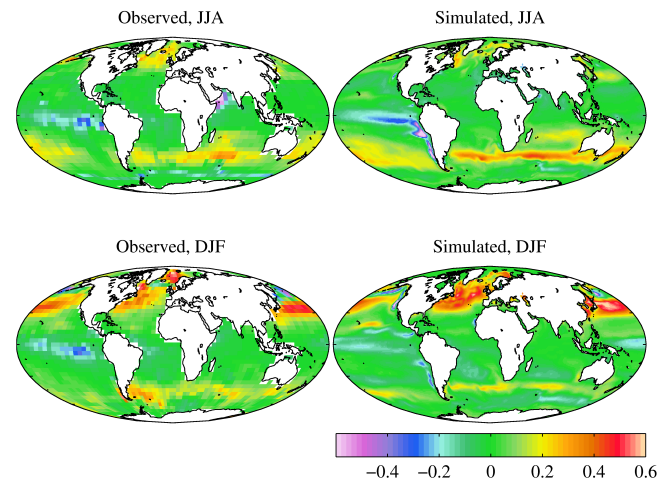 Observed, JJA
Simulated, JJA
Observed, DJF
Simulated, DJF
−0.4 −0.2 0 0.2 0.4 0.6